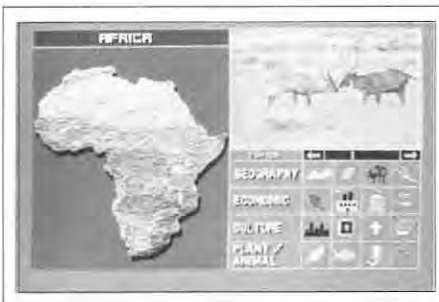 AFRICA
GEOGRAPHY
ECONOMIC
CULTURE
PLANT /
ANIMAL